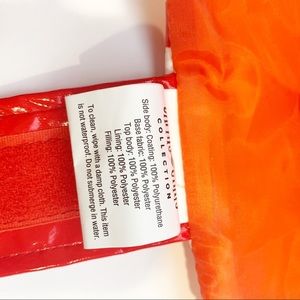 COLLECTION
Side body: Coating: 100% Polyurethane
Base fabric: 100% Polyester
Top body: 100% Polyester
Lining: 100% Polyester
Filling: 100% Polyester
To clean, wipe with a damp cloth. This item
is not waterproof. Do not submerge in water.